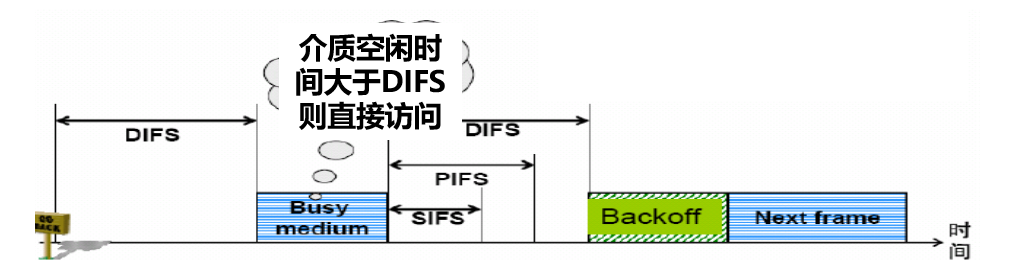 介质空闲时
间大于DIFS
则直接访问
DIFS
DIFS
PIFS
SIFS
Busy
medium
Backoff
Next frame
GO
BACK
时
间